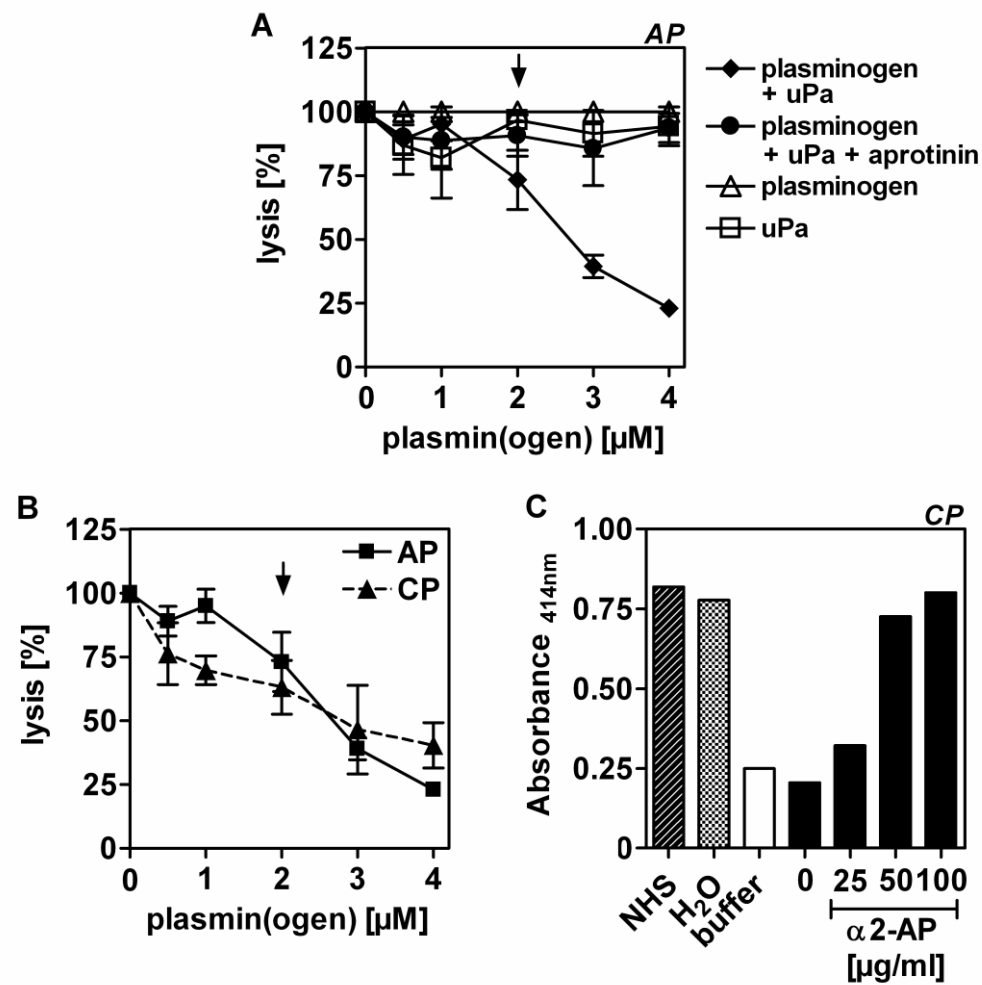 A
AP
125
100
75
50
25
0
lysis [%]
0 1 2 3 4
plasmin(ogen) [µM]
plasminogen
+ uPa
plasminogen
+ uPa + aprotinin
plasminogen
uPa
B
125
100
75
50
25
0
lysis [%]
AP
CP
0 1 2 3 4
plasmin(ogen) [µM]
C
CP
1.00
0.75
0.50
0.25
0
Absorbance 414nm
NHS
H2O
buffer
0 25 50 100
α2-AP
[µg/ml]